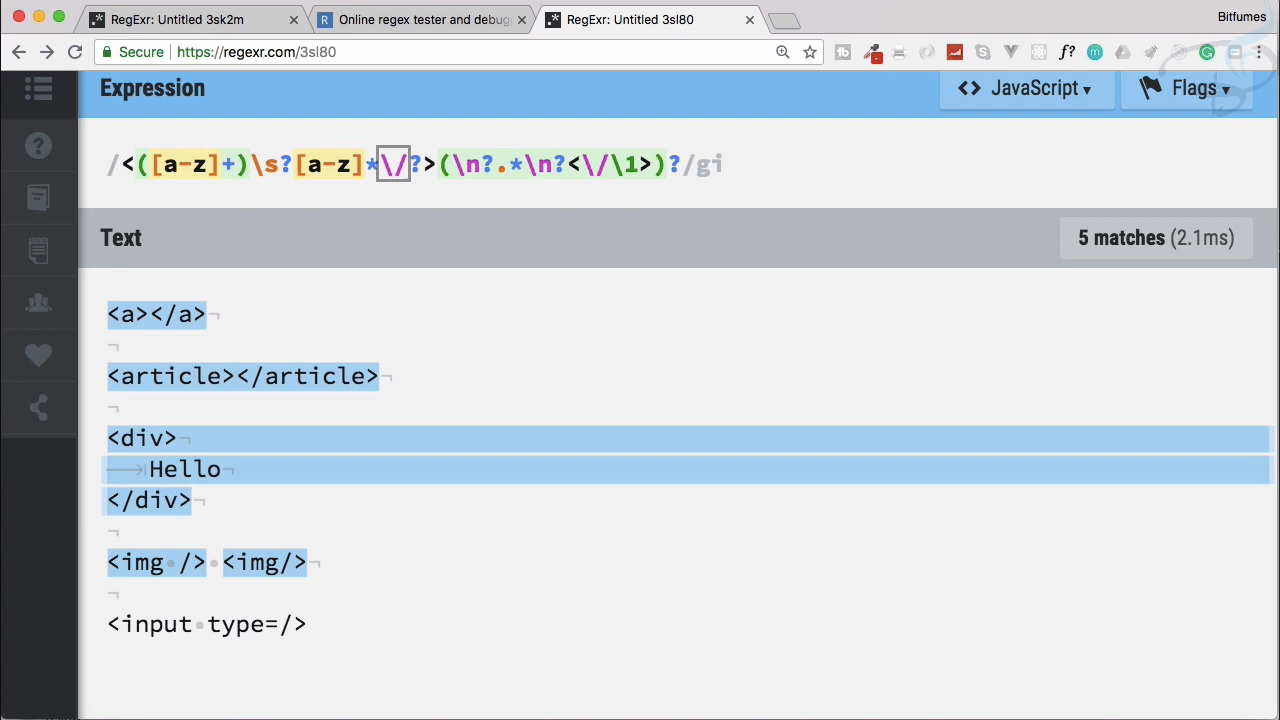 RegExr: Untitled 3sk2m
Online regex tester and debug
RegExr: Untitled 3sl80
Bitfumes
Secure
https://regexr.com/3sl80
Expression
<> JavaScript ▾
Flags ▾
/<([a-z]+)\s?[a-z]*\/?>(\n?.*\n?<\/\1>)?/gi
Text
5 matches (2.1ms)
<a></a>
<article></article>
<div>
Hello
</div>
<img /> <img/>
<input type=/>